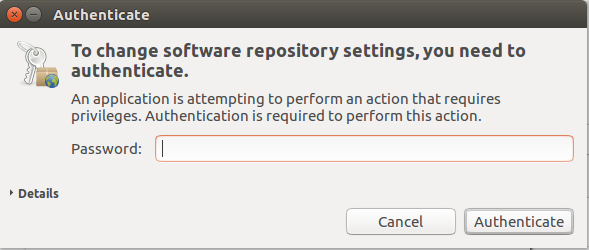 Authenticate
To change software repository settings, you need to
authenticate.
An application is attempting to perform an action that requires
privileges. Authentication is required to perform this action.
Password:
Details
Cancel Authenticate